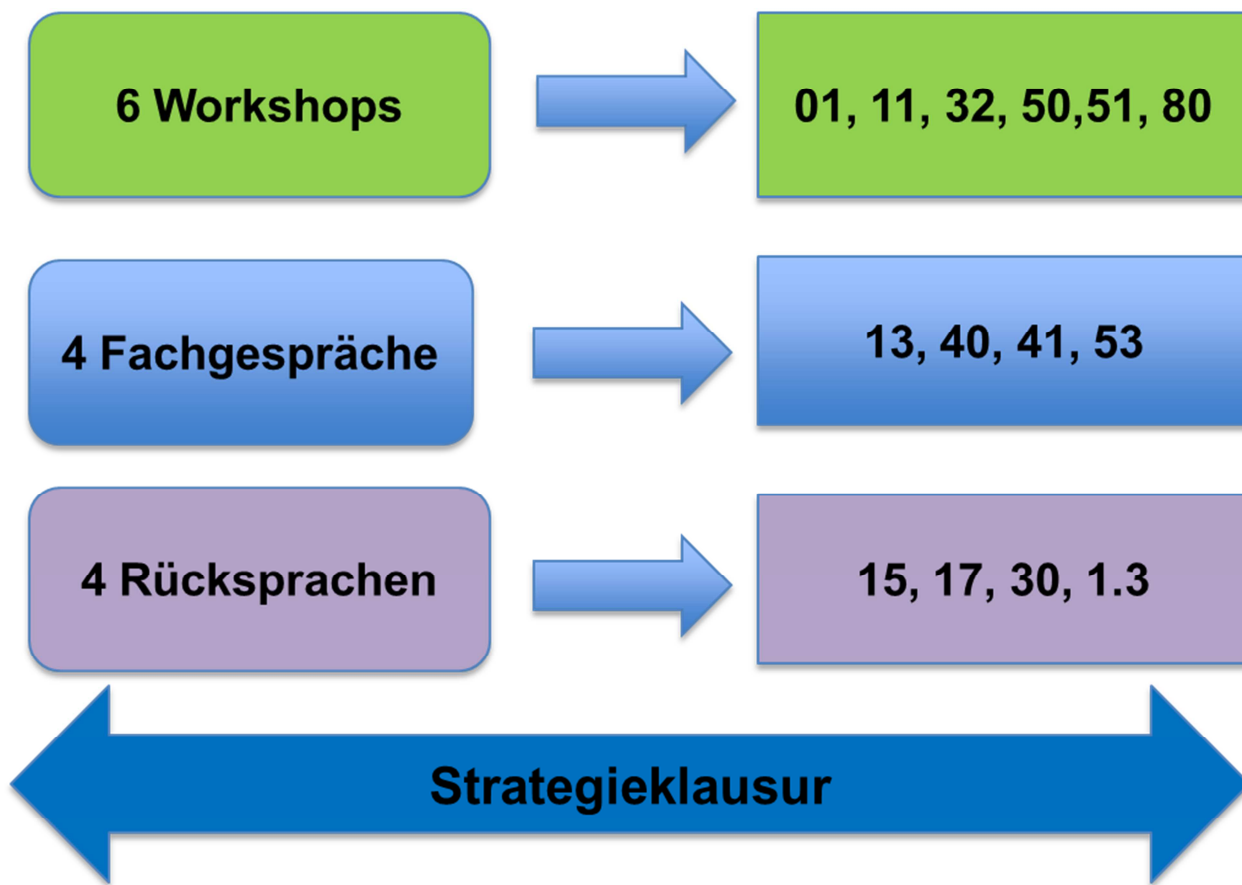 6 Workshops
01, 11, 32, 50,51, 80
4 Fachgespräche
13, 40, 41, 53
4 Rücksprachen
15, 17, 30, 1.3
Strategieklausur